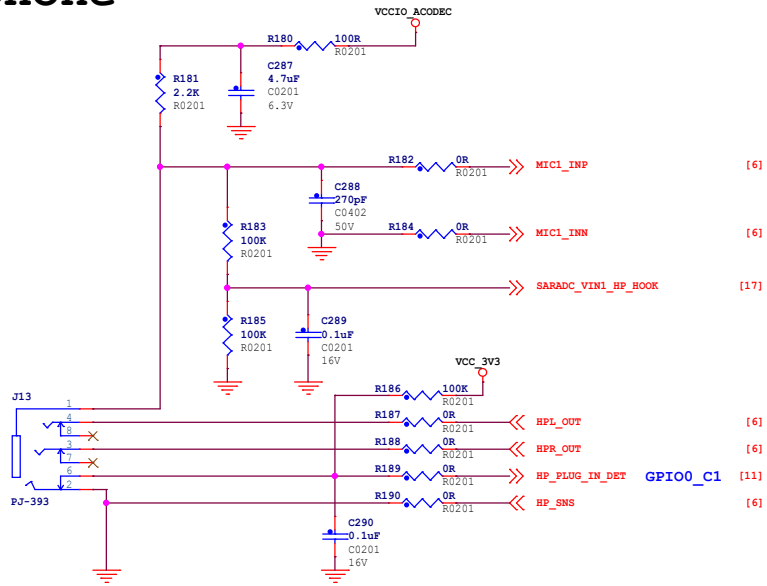 VCCIO_ACODEC
R180 100R
R0201
C287
4.7uF
C0201
6.3V
R181
2.2K
R0201
R182 0R
R0201
MIC1_INP [6]
C288
270pF
C0402
50V
R184 0R
R0201
MIC1_INN [6]
R183
100K
R0201
SARADC_VIN1_HP_HOOK [17]
R185
100K
R0201
C289
0.1uF
C0201
16V
VCC_3V3
R186 100K
R0201
J13
1
4
8
3
7
6
2
PJ-393
R187 0R
R0201
HPL_OUT [6]
R188 0R
R0201
HPR_OUT [6]
R189 0R
R0201
HP_PLUG_IN_DET GPIO0_C1 [11]
R190 0R
R0201
HP_SNS [6]
C290
0.1uF
C0201
16V